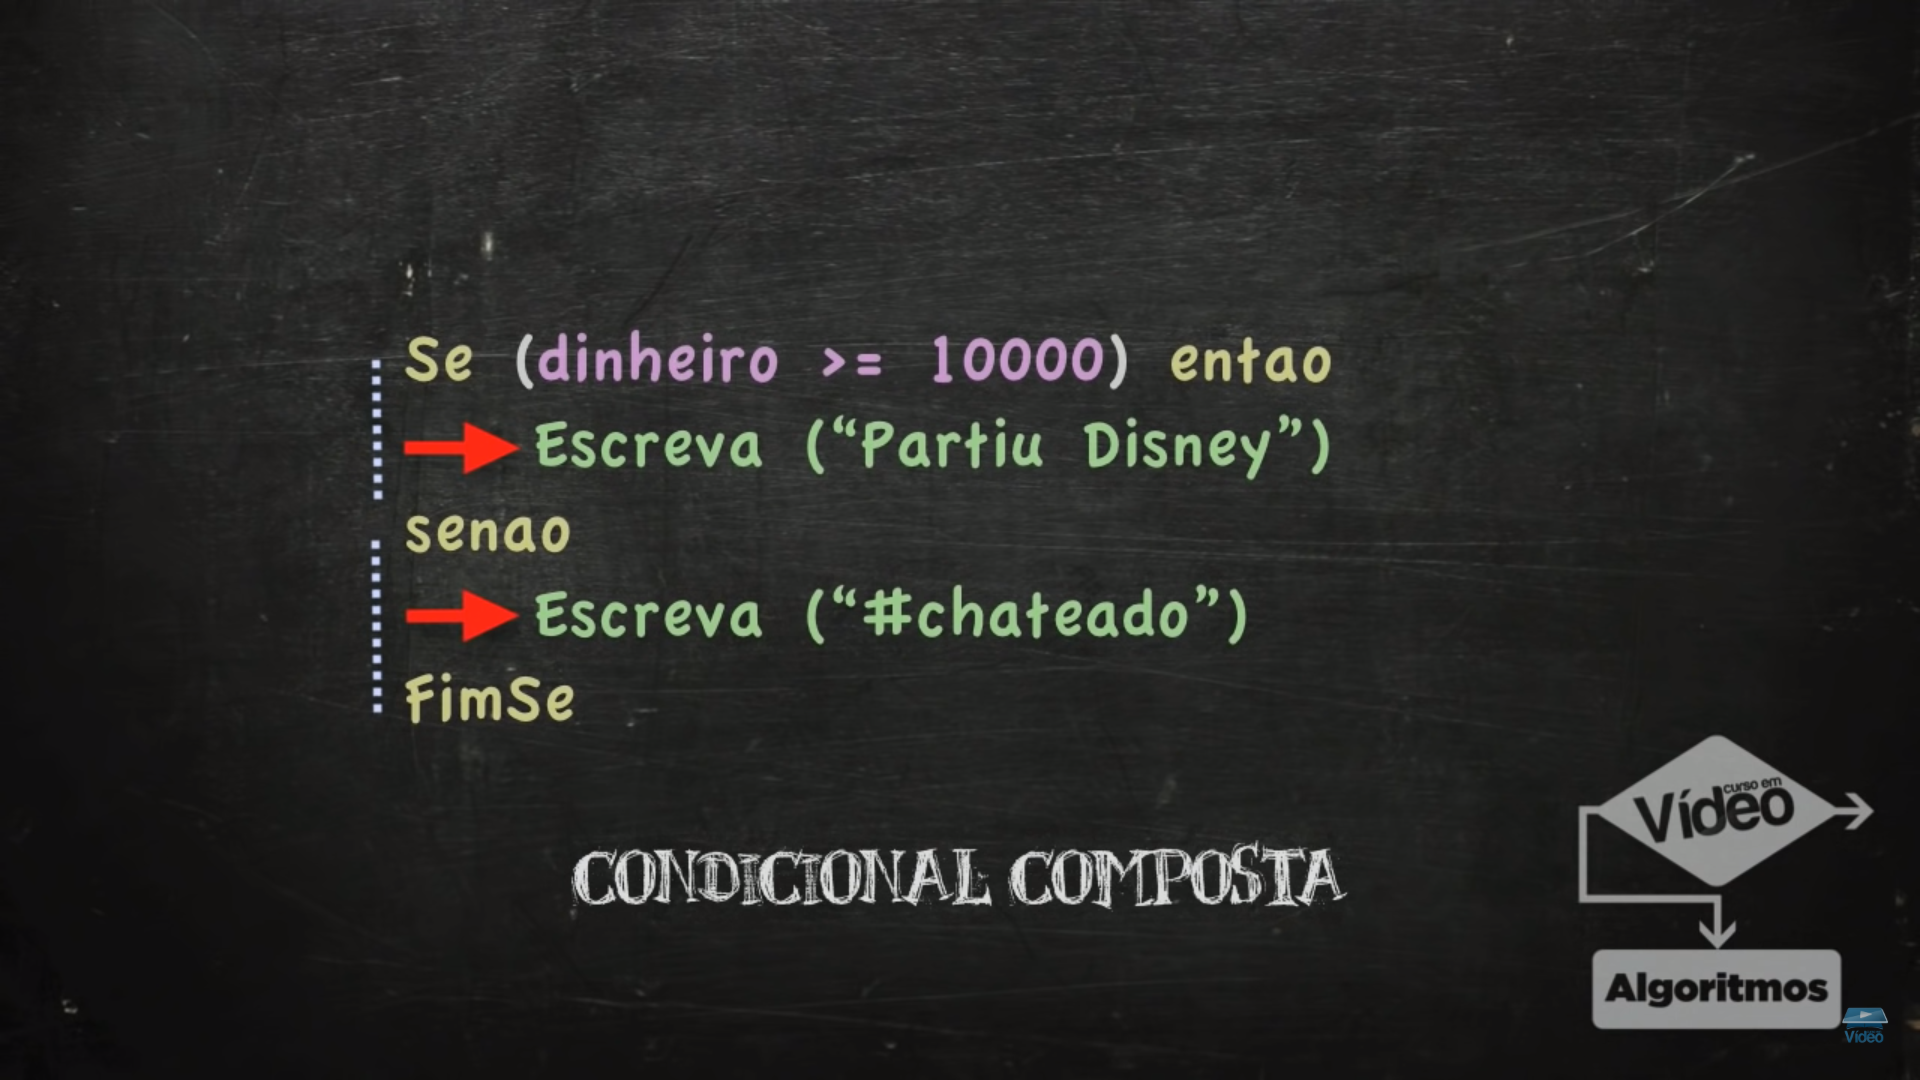 Se (dinheiro >= 10000) entao
Escreva (“Partiu Disney”)
senao
Escreva (“#chateado”)
FimSe
CONDICIONAL COMPOSTA
curso em
Vídeo
Algoritmos
Vídeo